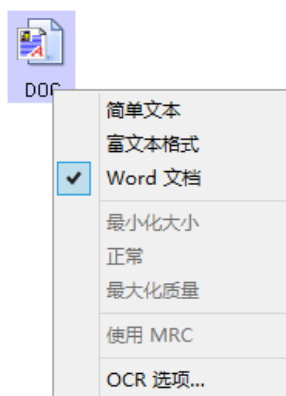 DOC
简单文本
富文本格式
Word 文档
最小化大小
正常
最大化质量
使用 MRC
OCR 选项...